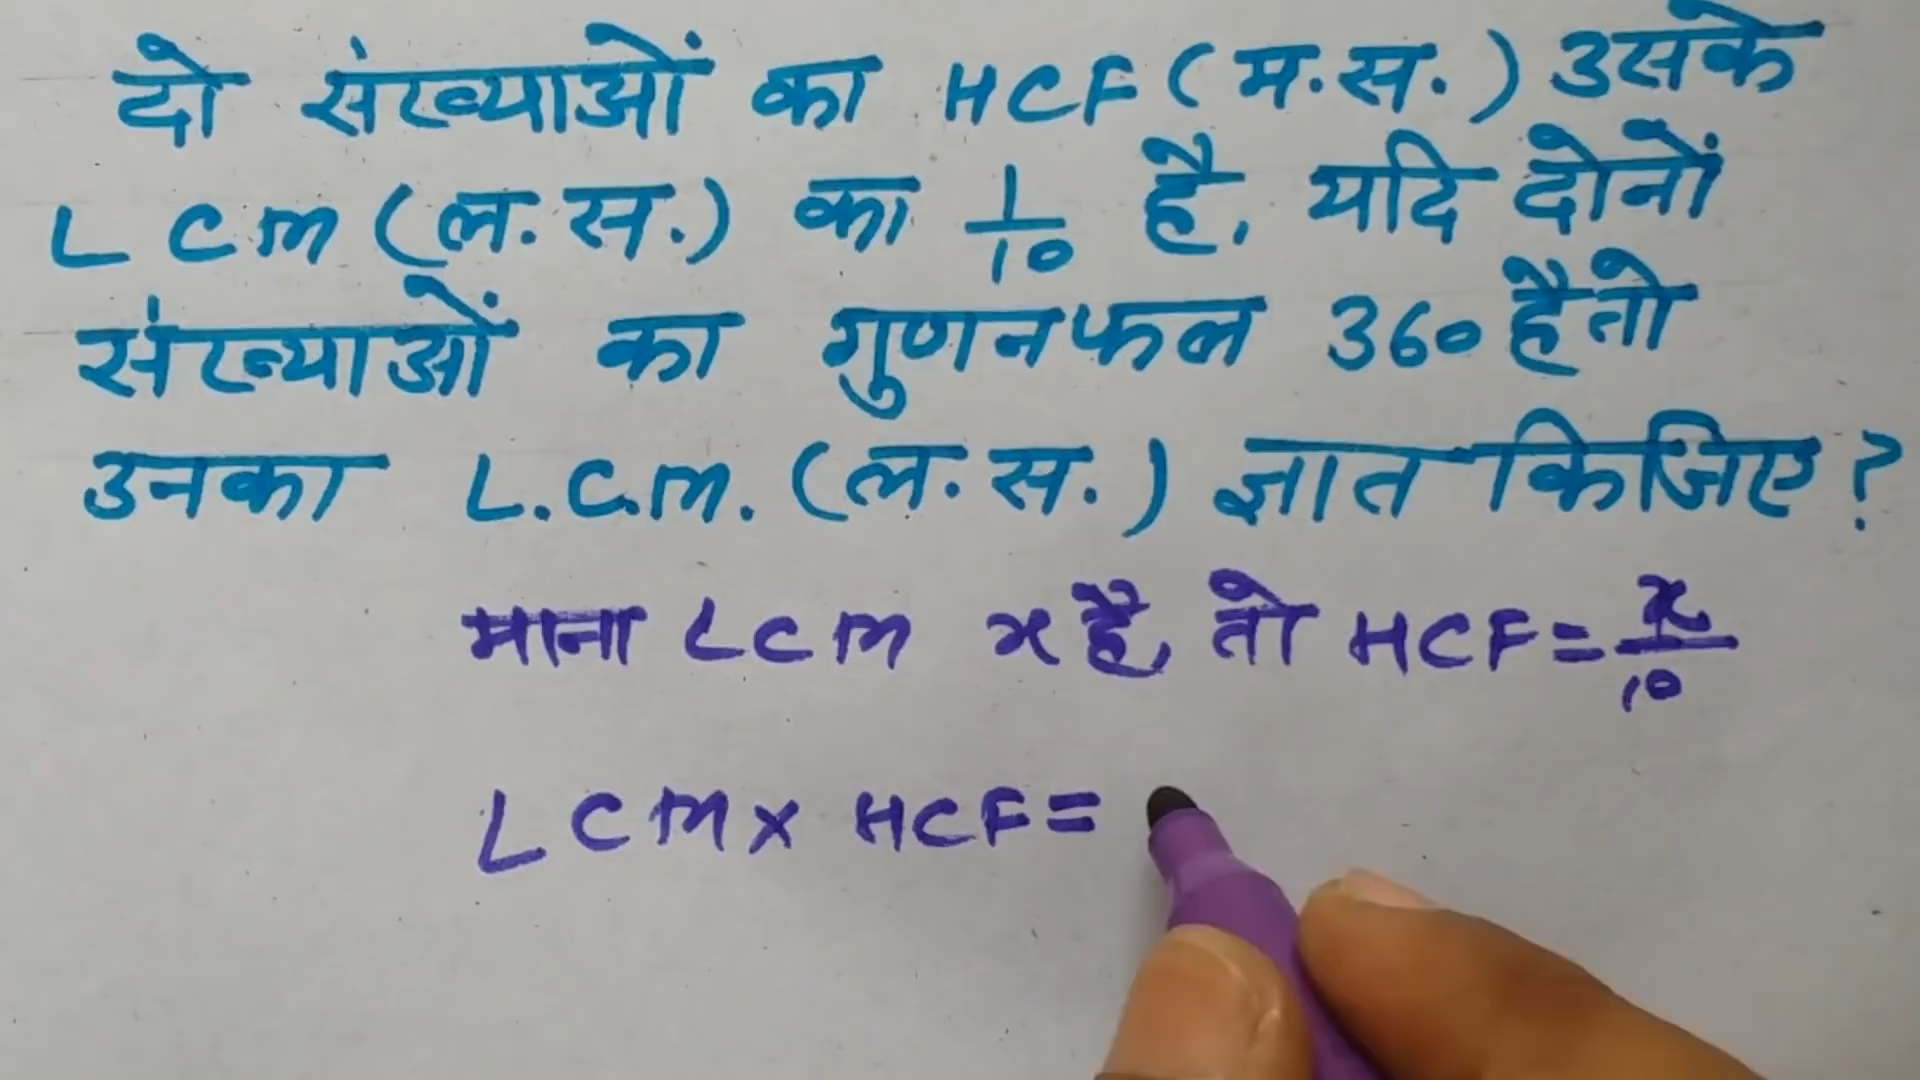 दो संख्याओं का HCF (म.स.) उसके
LCM (ल.स.) का 1/10 है, यदि दोनों
संख्याओं का गुणनफल 360 है तो
उनका L.C.M. (ल.स.) ज्ञात किजिए?
माना LCM x है, तो HCF = x/10
LCM x HCF =